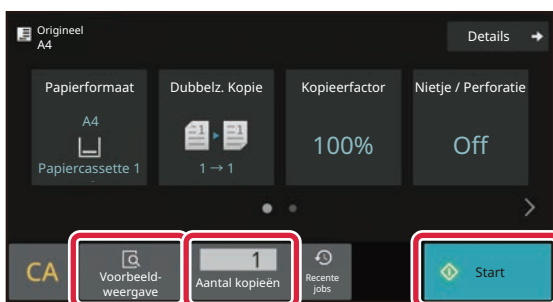 Origineel
A4
Details
Papierformaat
A4
Papiercassette 1
Dubbelz. Kopie
1 → 1
Kopieerfactor
100%
Nietje / Perforatie
Off
CA
Voorbeeld-
weergave
1
Aantal kopieën
Recente
jobs
Start